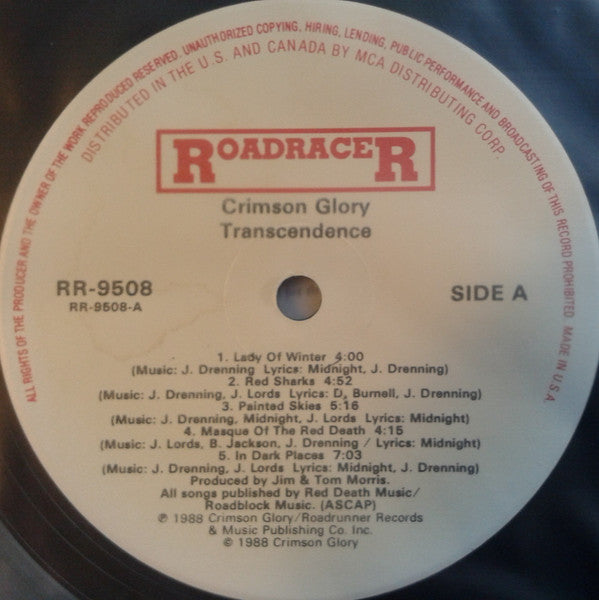 ALL RIGHTS OF THE PRODUCER AND THE OWNER OF THE WORK REPRODUCED RESERVED. UNAUTHORIZED COPYING, HIRING, LENDING, PUBLIC PERFORMANCE AND BROADCASTING OF THIS RECORD PROHIBITED MADE IN U.S.A.
DISTRIBUTED IN THE U.S. AND CANADA BY MCA DISTRIBUTING CORP
ROADRACER
Crimson Glory
Transcendence
RR-9508
RR-9508-A
SIDE A
1. Lady Of Winter 4:00
(Music: J. Drenning Lyrics: Midnight, J. Drenning)
2. Red Sharks 4:52
(Music: J. Drenning, J. Lords Lyrics: D, Burnell, J. Drenning)
3. Painted Skies 5:16
(Music: J. Drenning, Midnight, J. Lords Lyrics: Midnight)
4. Masque Of The Red Death 4:15
(Music: J. Lords, B. Jackson, J. Drenning / Lyrics: Midnight)
5. In Dark Places 7:03
(Music: J. Drenning, J. Lords Lyrics: Midnight, J. Drenning)
Produced by Jim & Tom Morris.
All songs published by Red Death Music/
Roadblock Music. (ASCAP)
℗ 1988 Crimson Glory/Roadrunner Records
& Music Publishing Co. Inc.
© 1988 Crimson Glory